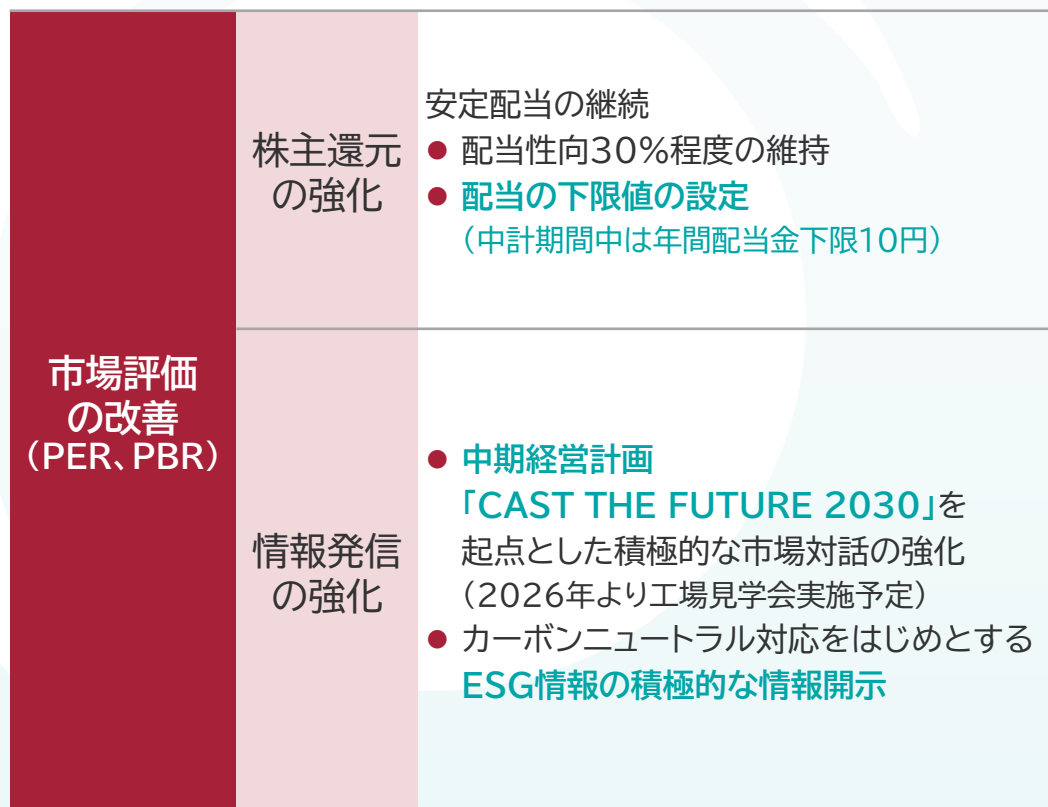 市場評価
の改善
（PER、PBR）
株主還元
の強化
安定配当の継続
● 配当性向30%程度の維持
● 配当の下限値の設定
（中計期間中は年間配当金下限10円）
情報発信
の強化
● 中期経営計画
「CAST THE FUTURE 2030」を
起点とした積極的な市場対話の強化
（2026年より工場見学会実施予定）
● カーボンニュートラル対応をはじめとする
ESG情報の積極的な情報開示